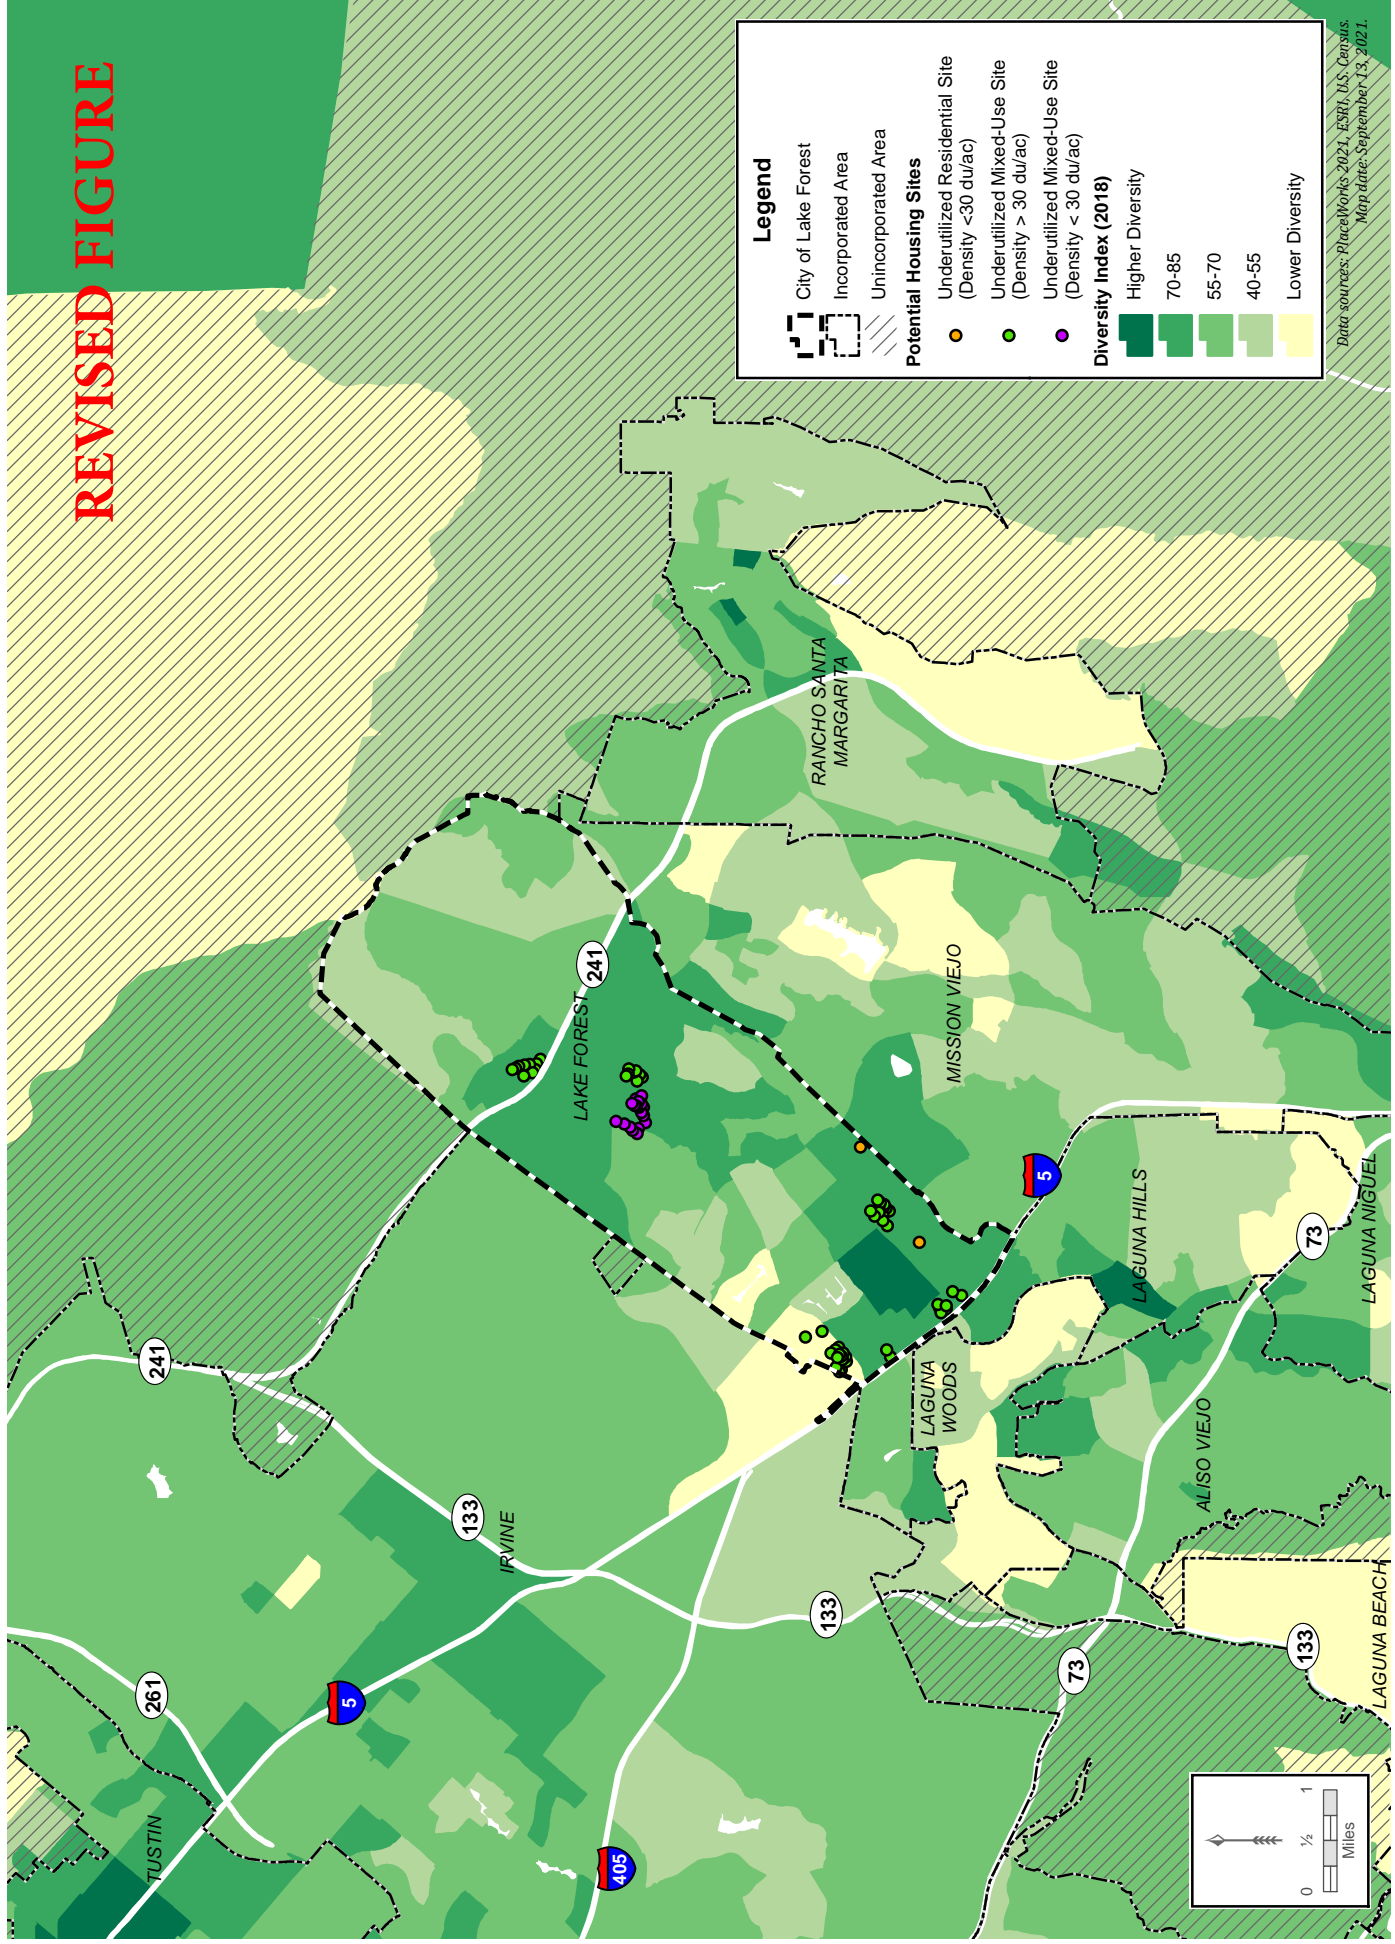 REVISED FIGURE
Legend
City of Lake Forest
Incorporated Area
Unincorporated Area
Potential Housing Sites
Underutilized Residential Site
(Density <30 du/ac)
Underutilized Mixed-Use Site
(Density > 30 du/ac)
Underutilized Mixed-Use Site
(Density < 30 du/ac)
Diversity Index (2018)
Higher Diversity
70-85
55-70
40-55
Lower Diversity
Data sources: PlaceWorks 2021, ESRI, U.S. Census.
Map date: September 13, 2021.
TUSTIN
261
5
241
133
IRVINE
405
LAKE FOREST
241
RANCHO SANTA
MARGARITA
133
LAGUNA
WOODS
MISSION VIEJO
5
73
ALISO VIEJO
LAGUNA HILLS
73
133
LAGUNA BEACH
LAGUNA NIGUEL
0
½
1
Miles